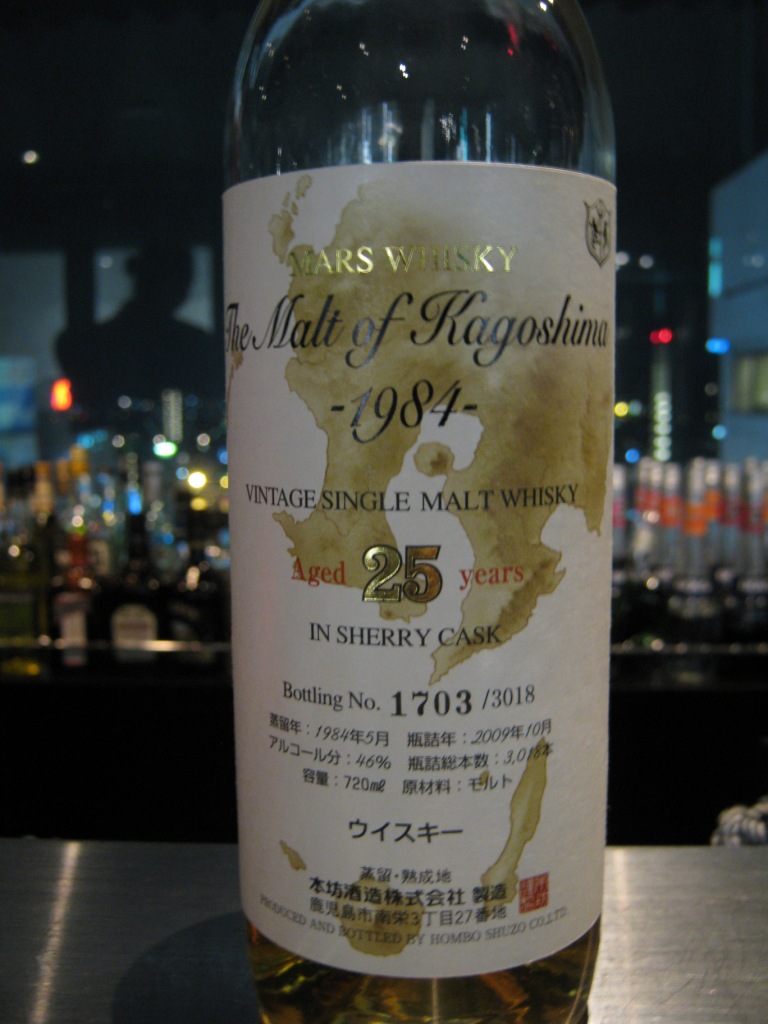 MARS WHISKY
The Malt of Kagoshima
-1984-
VINTAGE SINGLE MALT WHISKY
Aged 25 years
IN SHERRY CASK
Bottling No. 1703 /3018
蒸留年：1984年5月 瓶詰年：2009年10月
アルコール分：46% 瓶詰総本数：3,018本
容量：720㎖ 原材料：モルト
ウイスキー
蒸留・熟成地
本坊酒造株式会社 製造
鹿児島市南栄3丁目27番地
PRODUCED AND BOTTLED BY HOMBO SHUZO CO.,LTD.